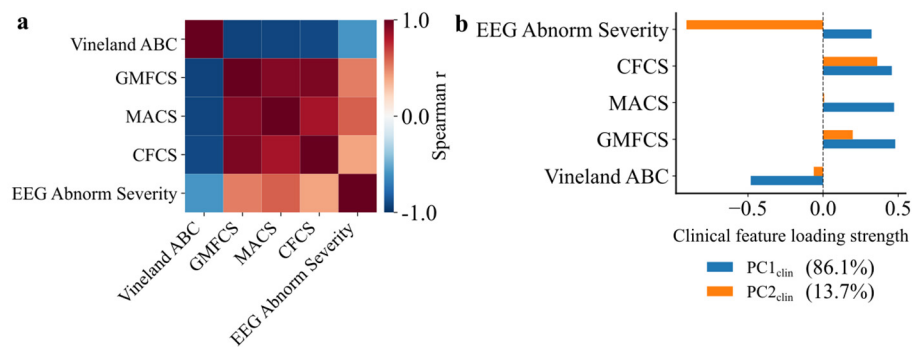 a
Vineland ABC
GMFCS
MACS
CFCS
EEG Abnorm Severity
Vineland ABC
GMFCS
MACS
CFCS
EEG Abnorm Severity
1.0
0.0
-1.0
Spearman r
b
EEG Abnorm Severity
CFCS
MACS
GMFCS
Vineland ABC
−0.5
0.0
0.5
Clinical feature loading strength
PC1clin (86.1%)
PC2clin (13.7%)